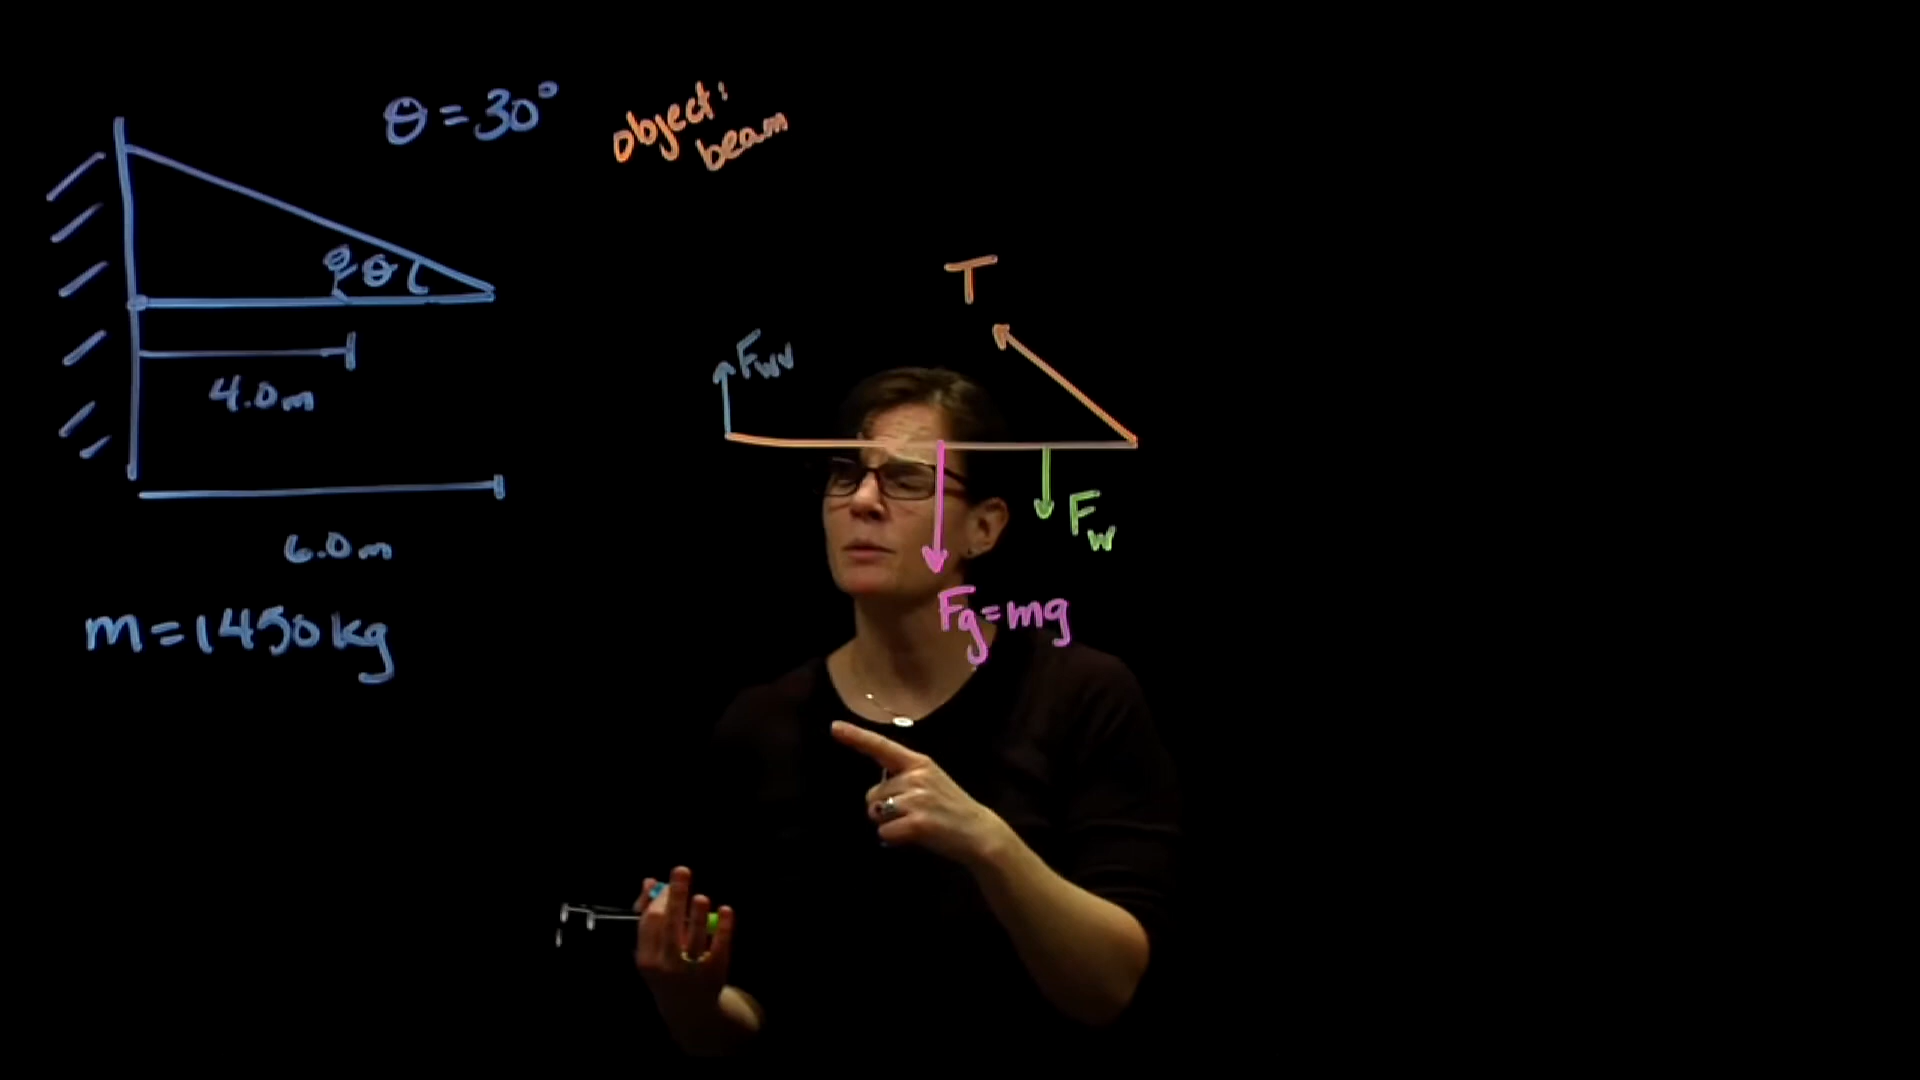 θ = 30°
object:
beam
θ
4.0m
6.0m
m = 1450 kg
T
Fwv
Fw
Fg = mg